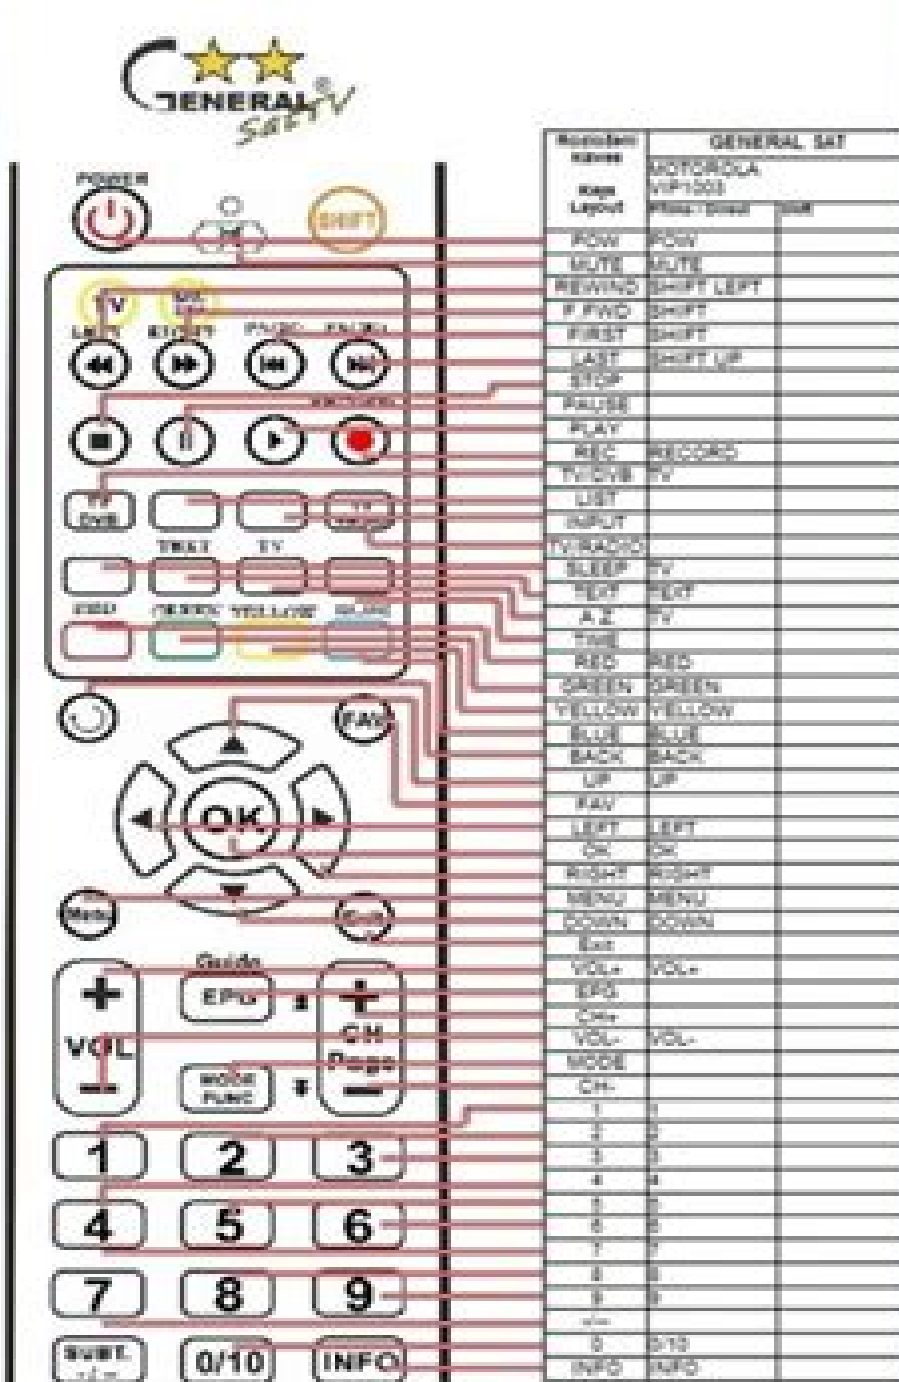 GENERAL
SAT TV
GENERAL SAT
MOTOROLA
VIP1003
Layout
POWER
SHIFT
POW POW
MUTE MUTE
REWIND SHIFT LEFT
F.FWD SHIFT
FIRST SHIFT
LAST SHIFT UP
STOP
PAUSE
PLAY
REC RECORD
TV/DVB TV
LIST
INPUT
TV/RADIO
SLEEP TV
TEXT TEXT
A.Z TV
TIME
RED RED
GREEN GREEN
YELLOW YELLOW
BLUE BLUE
BACK BACK
UP UP
FAV
LEFT LEFT
OK OK
RIGHT RIGHT
MENU MENU
DOWN DOWN
Exit
VOL+ VOL+
EPG
CH+
VOL- VOL-
MODE
CH-
1 1
2 2
3 3
4 4
5 5
6 6
7 7
8 8
9 9
-/--
0 0/10
INFO INFO
TV
DVB
TEXT TV
RED GREEN YELLOW BLUE
FAV
OK
Menu
Exit
Guide
+ EPG +
VOL CH
Page
MODE
FUNC
1 2 3
4 5 6
7 8 9
SUBT. 0/10 INFO
-/--